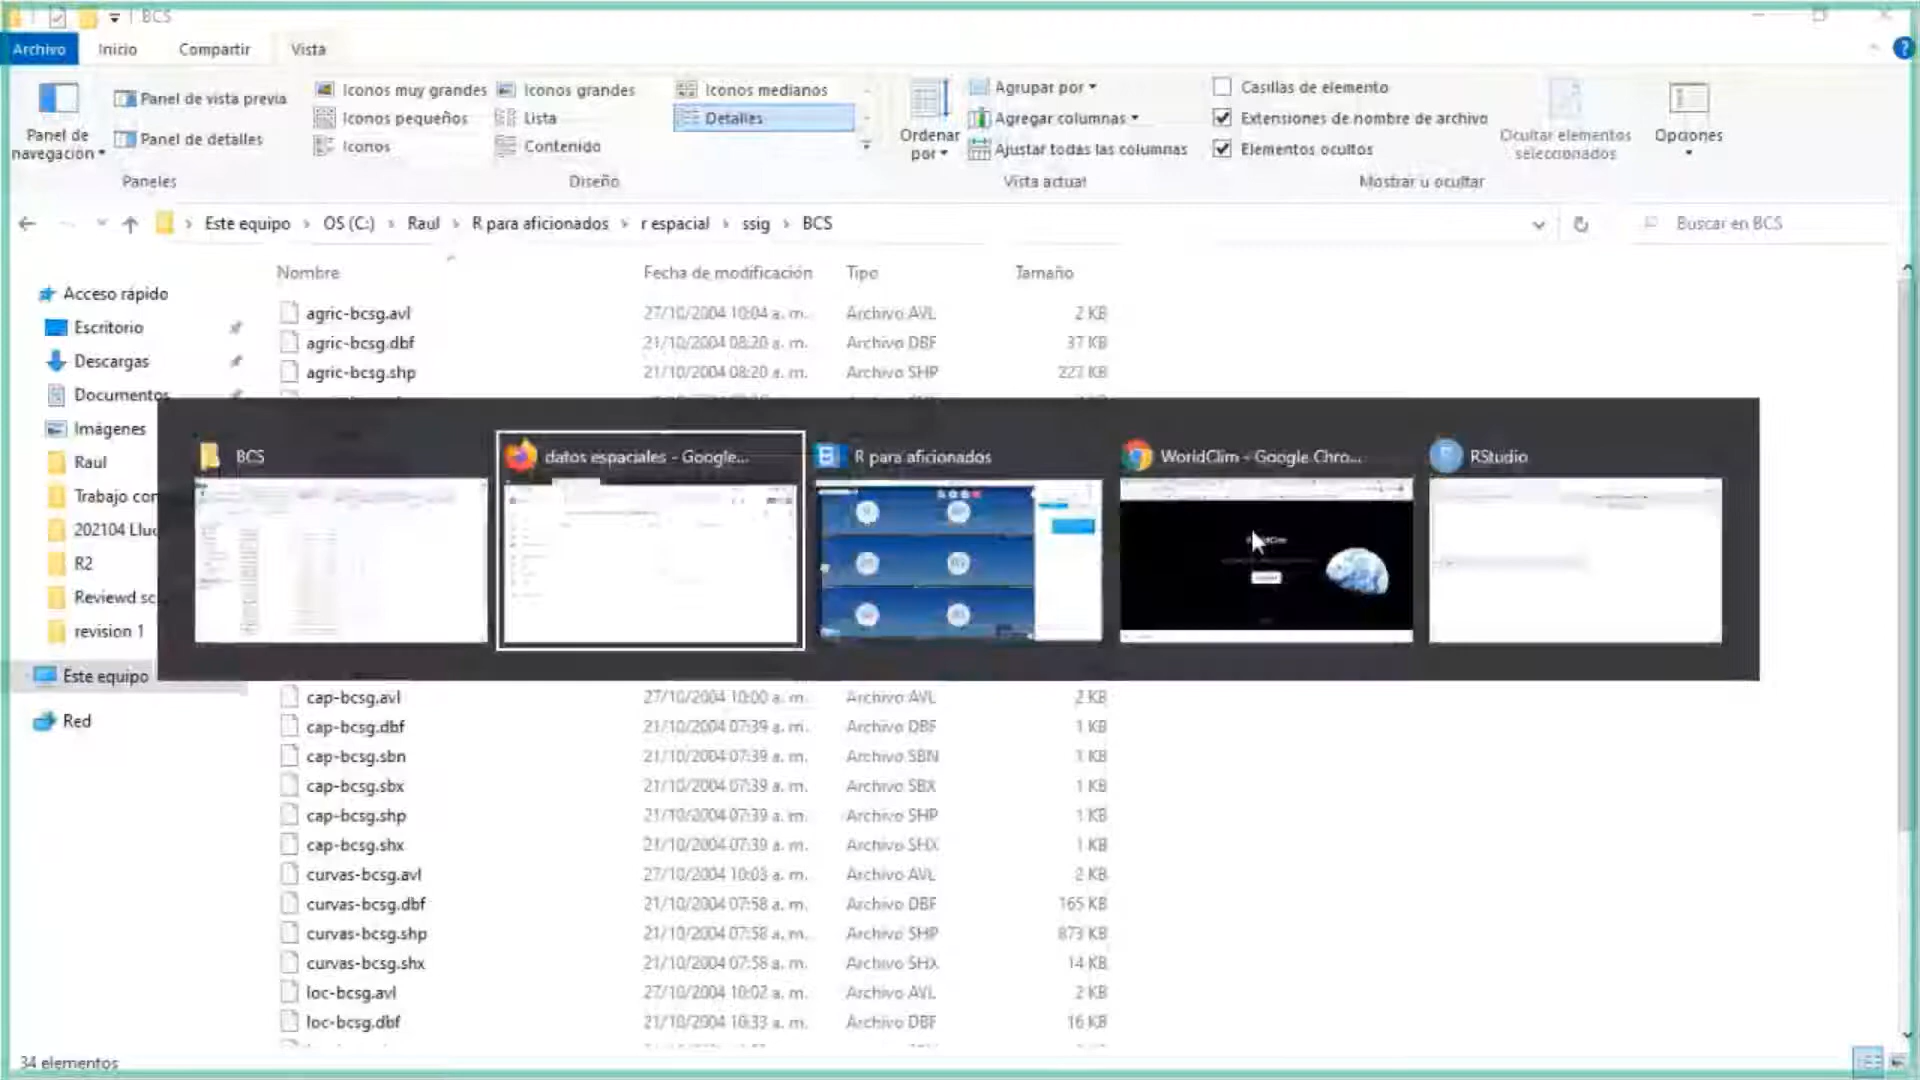 BCS
Archivo Inicio Compartir Vista
Panel de navegación
Panel de vista previa
Panel de detalles
Paneles
Iconos muy grandes Iconos grandes Iconos medianos
Iconos pequeños Lista Detalles
Iconos Contenido
Diseño
Ordenar por
Agrupar por
Agregar columnas
Ajustar todas las columnas
Vista actual
Casillas de elemento
Extensiones de nombre de archivo
Elementos ocultos
Ocultar elementos seleccionados
Mostrar u ocultar
Opciones
Este equipo > OS (C:) > Raul > R para aficionados > r espacial > ssig > BCS
Buscar en BCS
Nombre Fecha de modificación Tipo Tamaño
Acceso rápido
Escritorio
Descargas
Documentos
Imágenes
Raul
Trabajo con
202104 Lluc
R2
Reviewd sc
revision 1
Este equipo
Red
agric-bcsg.avl 27/10/2004 10:04 a. m. Archivo AVL 2 KB
agric-bcsg.dbf 21/10/2004 08:20 a. m. Archivo DBF 37 KB
agric-bcsg.shp 21/10/2004 08:20 a. m. Archivo SHP 227 KB
BCS
datos espaciales - Google...
R para aficionados
WorldClim - Google Chro...
RStudio
cap-bcsg.avl 27/10/2004 10:00 a. m. Archivo AVL 2 KB
cap-bcsg.dbf 21/10/2004 07:39 a. m. Archivo DBF 1 KB
cap-bcsg.sbn 21/10/2004 07:39 a. m. Archivo SBN 1 KB
cap-bcsg.sbx 21/10/2004 07:39 a. m. Archivo SBX 1 KB
cap-bcsg.shp 21/10/2004 07:39 a. m. Archivo SHP 1 KB
cap-bcsg.shx 21/10/2004 07:39 a. m. Archivo SHX 1 KB
curvas-bcsg.avl 27/10/2004 10:03 a. m. Archivo AVL 2 KB
curvas-bcsg.dbf 21/10/2004 07:58 a. m. Archivo DBF 165 KB
curvas-bcsg.shp 21/10/2004 07:58 a. m. Archivo SHP 873 KB
curvas-bcsg.shx 21/10/2004 07:58 a. m. Archivo SHX 14 KB
loc-bcsg.avl 27/10/2004 10:02 a. m. Archivo AVL 2 KB
loc-bcsg.dbf 21/10/2004 10:33 a. m. Archivo DBF 16 KB
34 elementos